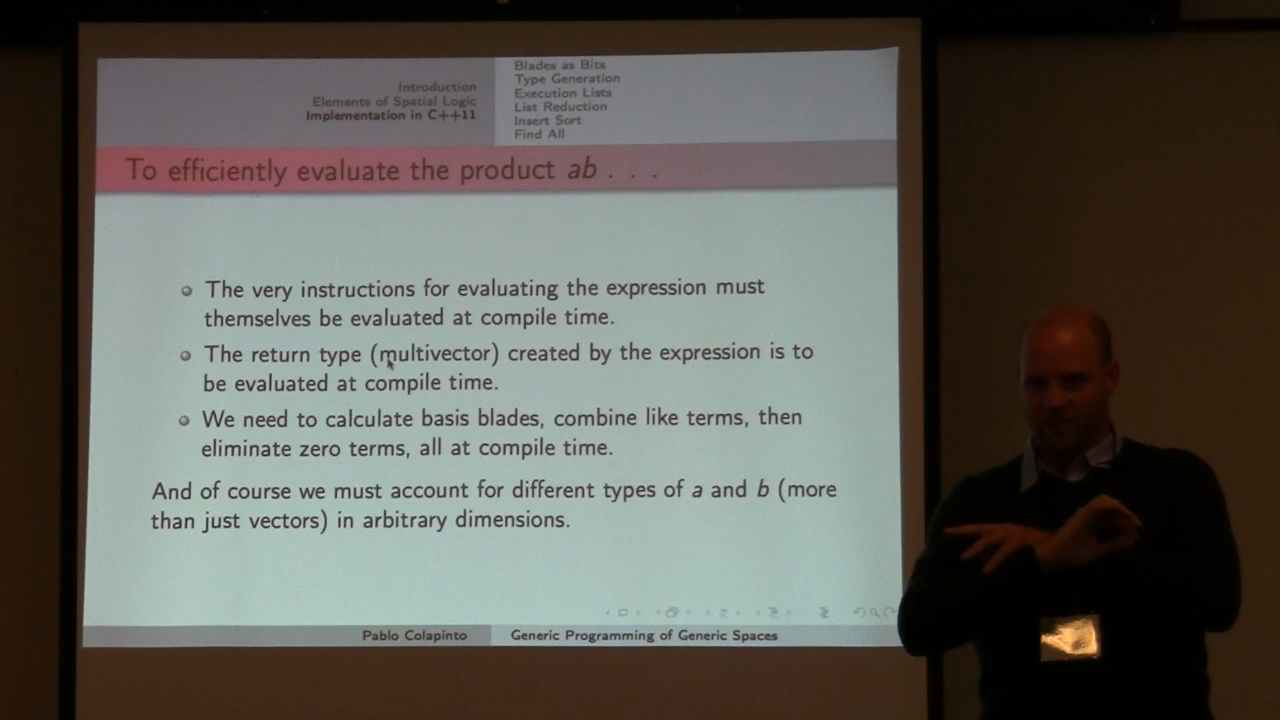 Introduction
Elements of Spatial Logic
Implementation in C++11
Blades as Bits
Type Generation
Execution Lists
List Reduction
Insert Sort
Find All
To efficiently evaluate the product ab . . .
The very instructions for evaluating the expression must
themselves be evaluated at compile time.
The return type (multivector) created by the expression is to
be evaluated at compile time.
We need to calculate basis blades, combine like terms, then
eliminate zero terms, all at compile time.
And of course we must account for different types of a and b (more
than just vectors) in arbitrary dimensions.
Pablo Colapinto
Generic Programming of Generic Spaces